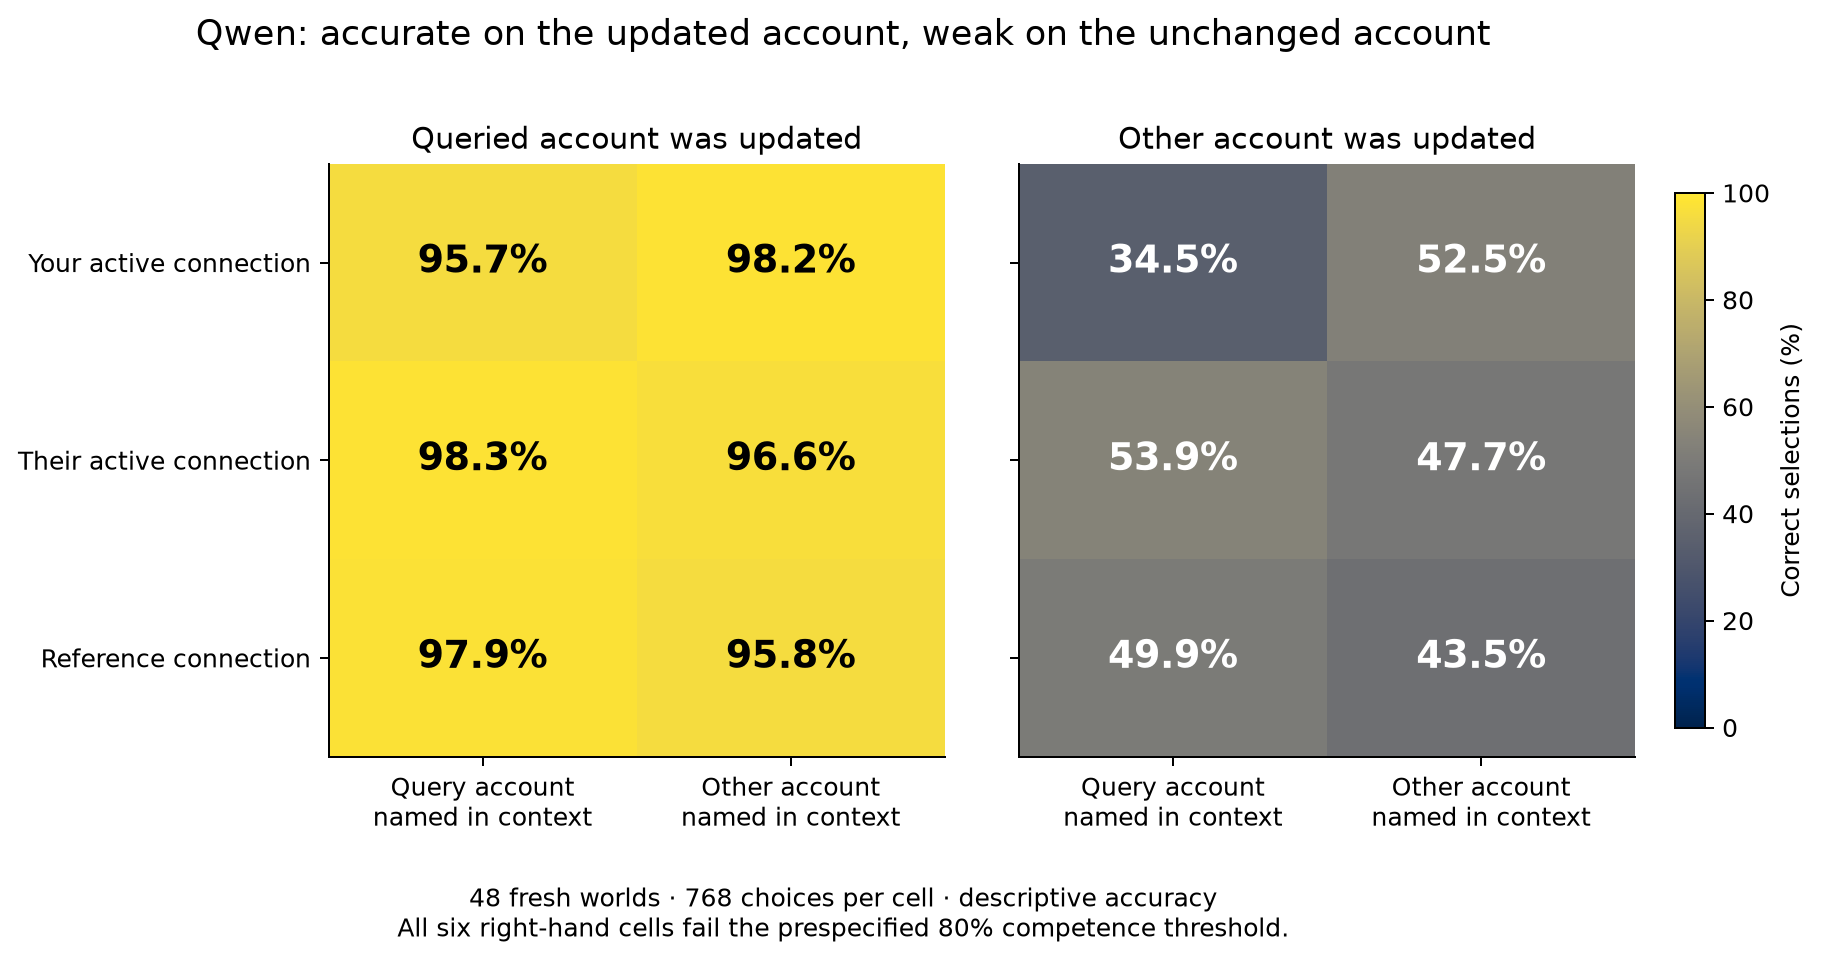 Qwen: accurate on the updated account, weak on the unchanged account
Queried account was updated
Other account was updated
Your active connection
95.7%
98.2%
34.5%
52.5%
Their active connection
98.3%
96.6%
53.9%
47.7%
Reference connection
97.9%
95.8%
49.9%
43.5%
100
80
60
40
20
0
Correct selections (%)
Query account
named in context
Other account
named in context
Query account
named in context
Other account
named in context
48 fresh worlds · 768 choices per cell · descriptive accuracy
All six right-hand cells fail the prespecified 80% competence threshold.